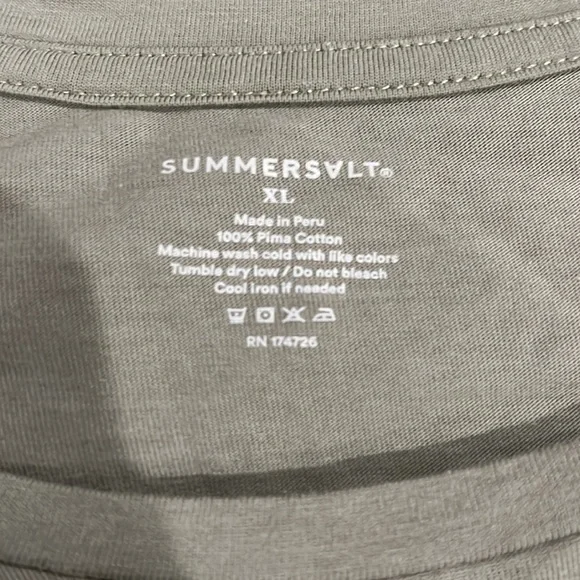 SUMMERSALT®
XL
Made in Peru
100% Pima Cotton
Machine wash cold with like colors
Tumble dry low / Do not bleach
Cool iron if needed
RN 174726